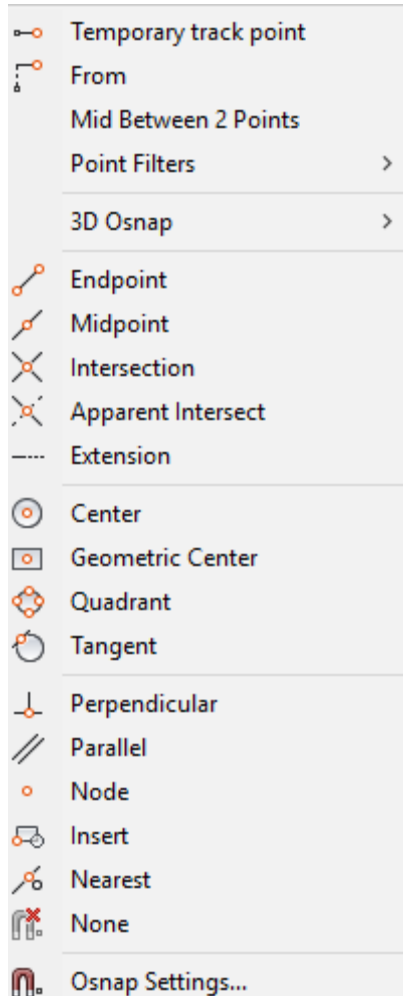 Temporary track point
From
Mid Between 2 Points
Point Filters
3D Osnap
Endpoint
Midpoint
Intersection
Apparent Intersect
Extension
Center
Geometric Center
Quadrant
Tangent
Perpendicular
Parallel
Node
Insert
Nearest
None
Osnap Settings...